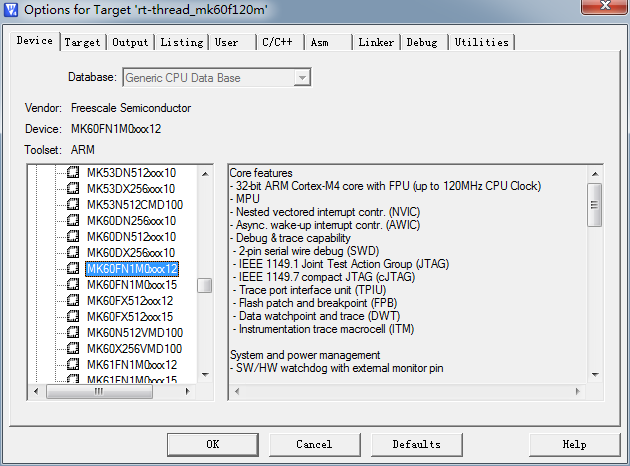 Options for Target 'rt-thread_mk60f120m'
Device Target Output Listing User C/C++ Asm Linker Debug Utilities
Database: Generic CPU Data Base
Vendor: Freescale Semiconductor
Device: MK60FN1M0xxx12
Toolset: ARM
MK53DN512xxx10
MK53DX256xxx10
MK53N512CMD100
MK60DN256xxx10
MK60DN512xxx10
MK60DX256xxx10
MK60FN1M0xxx12
MK60FN1M0xxx15
MK60FX512xxx12
MK60FX512xxx15
MK60N512VMD100
MK60X256VMD100
MK61FN1M0xxx12
MK61FN1M0xxx15
Core features
- 32-bit ARM Cortex-M4 core with FPU (up to 120MHz CPU Clock)
- MPU
- Nested vectored interrupt contr. (NVIC)
- Async. wake-up interrupt contr. (AWIC)
- Debug & trace capability
- 2-pin serial wire debug (SWD)
- IEEE 1149.1 Joint Test Action Group (JTAG)
- IEEE 1149.7 compact JTAG (cJTAG)
- Trace port interface unit (TPIU)
- Flash patch and breakpoint (FPB)
- Data watchpoint and trace (DWT)
- Instrumentation trace macrocell (ITM)
System and power management
- SW/HW watchdog with external monitor pin
OK Cancel Defaults Help